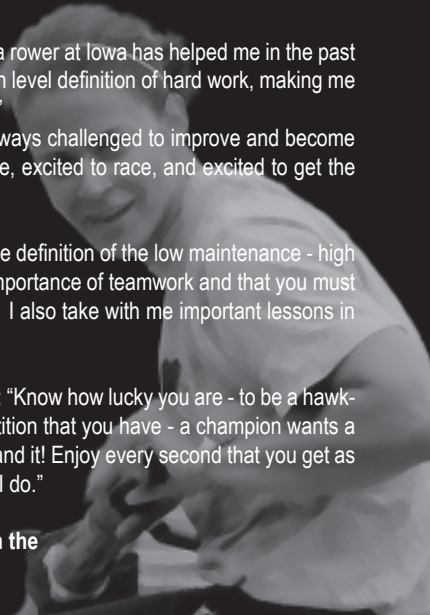 a rower at Iowa has helped me in the past
n level definition of hard work, making me
”
ways challenged to improve and become
e, excited to race, and excited to get the
e definition of the low maintenance - high
mportance of teamwork and that you must
I also take with me important lessons in
: “Know how lucky you are - to be a hawk-
ition that you have - a champion wants a
and it! Enjoy every second that you get as
I do.”
n the